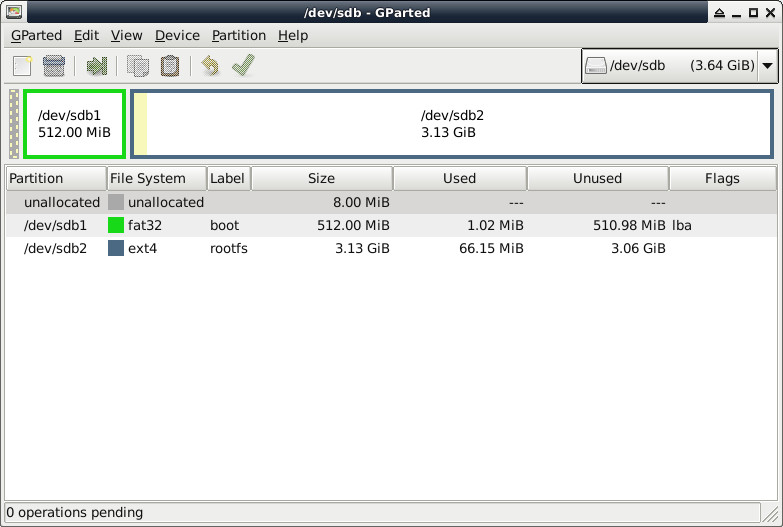 /dev/sdb - GParted
GParted Edit View Device Partition Help
/dev/sdb (3.64 GiB)
/dev/sdb1
512.00 MiB
/dev/sdb2
3.13 GiB
Partition File System Label Size Used Unused Flags
unallocated unallocated 8.00 MiB --- ---
/dev/sdb1 fat32 boot 512.00 MiB 1.02 MiB 510.98 MiB lba
/dev/sdb2 ext4 rootfs 3.13 GiB 66.15 MiB 3.06 GiB
0 operations pending